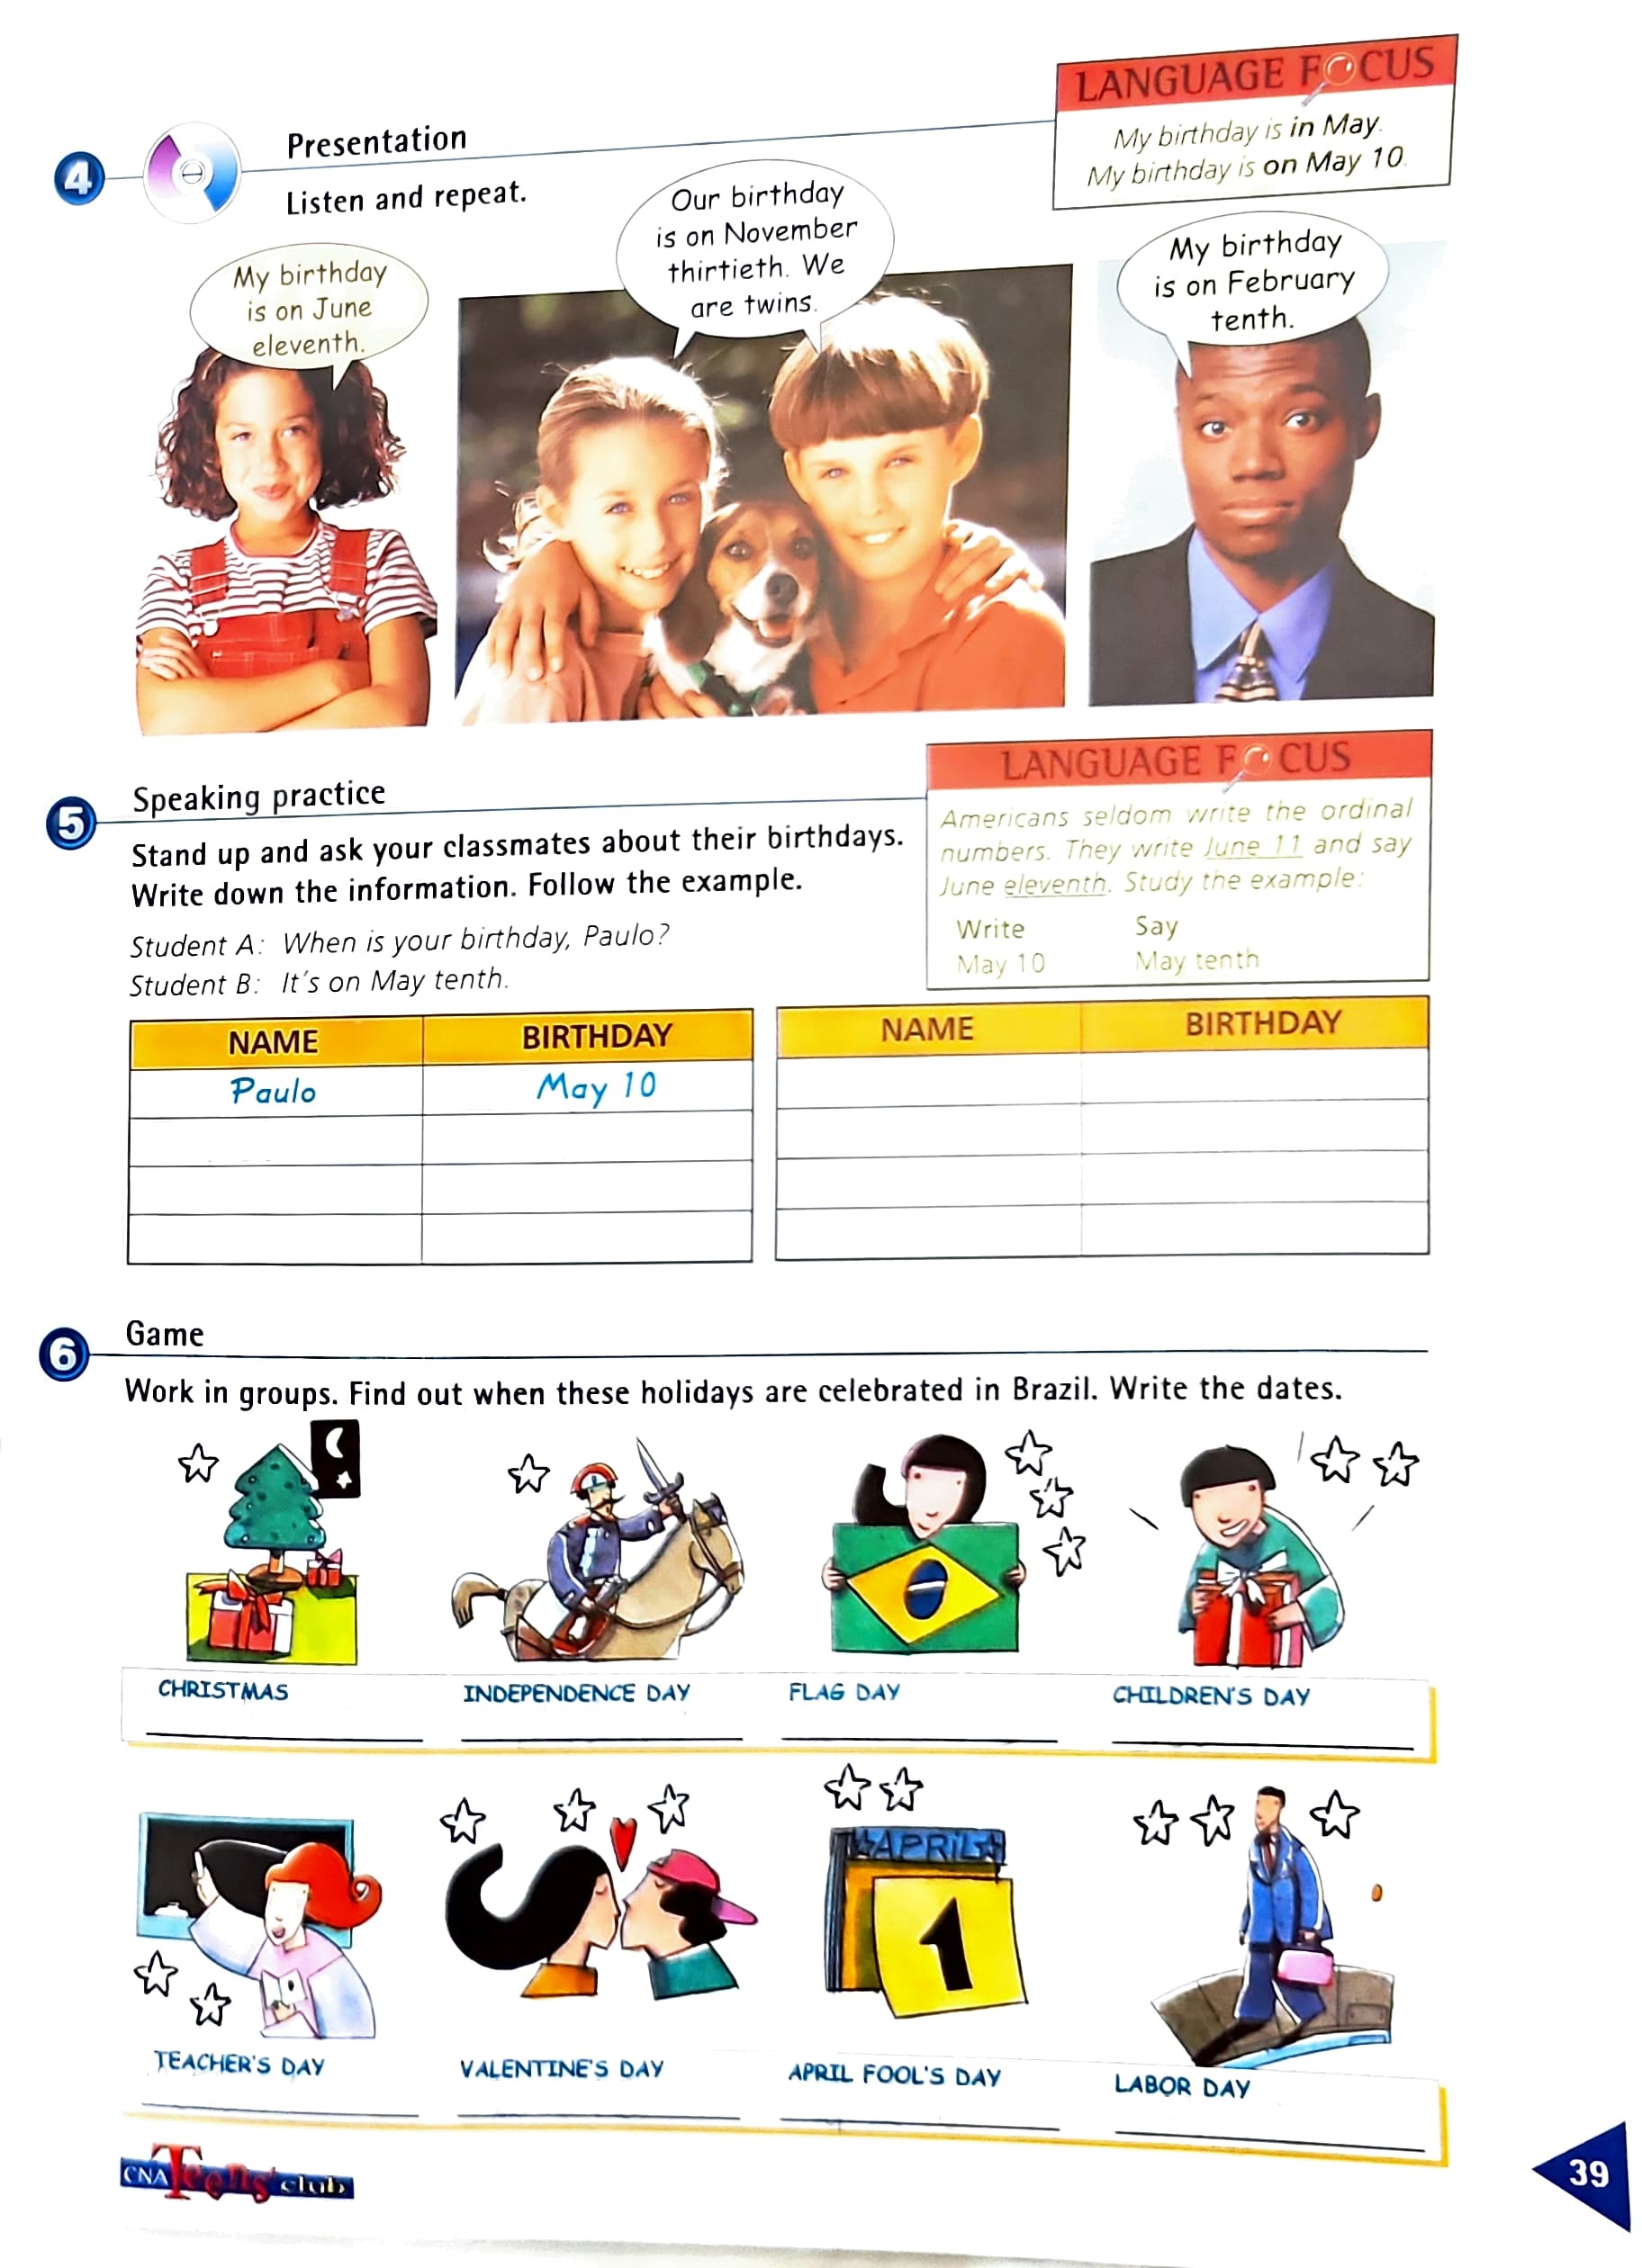 LANGUAGE FOCUS
My birthday is in May.
My birthday is on May 10.
4
Presentation
Listen and repeat.
My birthday
is on June
eleventh.
Our birthday
is on November
thirtieth. We
are twins.
My birthday
is on February
tenth.
5
Speaking practice
Stand up and ask your classmates about their birthdays.
Write down the information. Follow the example.
Student A: When is your birthday, Paulo?
Student B: It's on May tenth.
LANGUAGE FOCUS
Americans seldom write the ordinal
numbers. They write June 11 and say
June eleventh. Study the example:
Write Say
May 10 May tenth
NAME BIRTHDAY
Paulo May 10
NAME BIRTHDAY
6
Game
Work in groups. Find out when these holidays are celebrated in Brazil. Write the dates.
CHRISTMAS INDEPENDENCE DAY FLAG DAY CHILDREN'S DAY
APRIL
1
TEACHER'S DAY VALENTINE'S DAY APRIL FOOL'S DAY LABOR DAY
CNA Teens' club
39